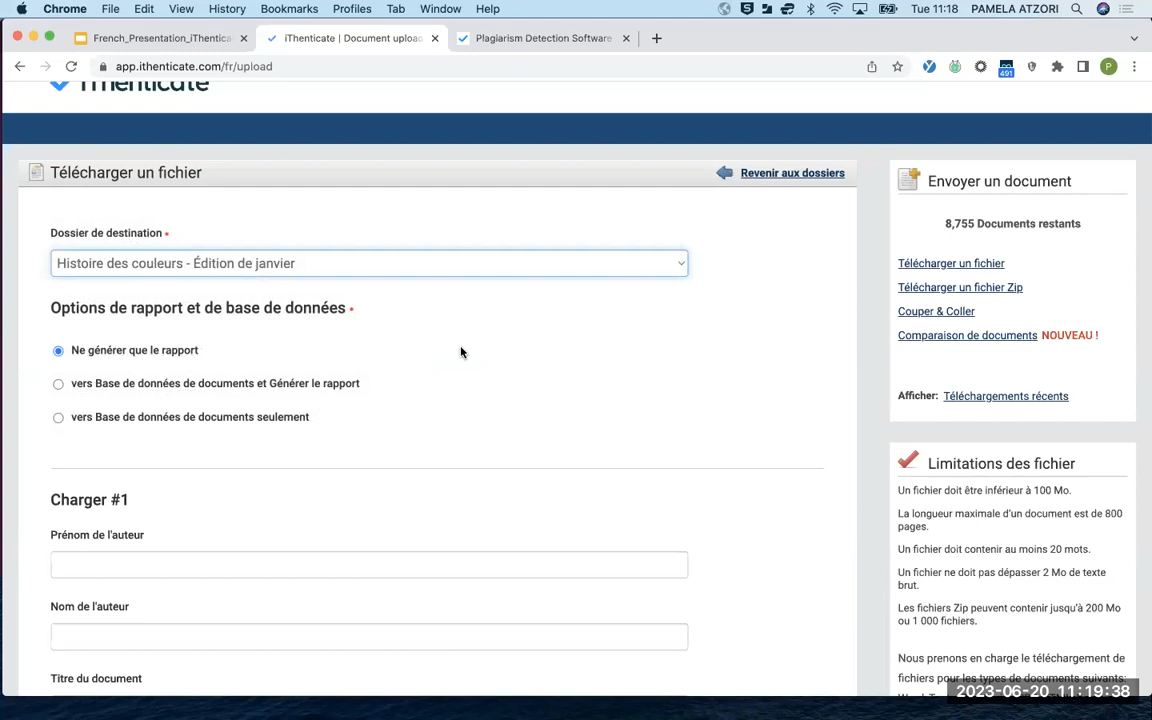 Chrome File Edit View History Bookmarks Profiles Tab Window Help Tue 11:18 PAMELA ATZORI
French_Presentation_iThentica
iThenticate | Document uploa
Plagiarism Detection Software
app.ithenticate.com/fr/upload
491
P
iThenticate
Télécharger un fichier
Revenir aux dossiers
Dossier de destination *
Histoire des couleurs - Édition de janvier
Options de rapport et de base de données *
Ne générer que le rapport
vers Base de données de documents et Générer le rapport
vers Base de données de documents seulement
Charger #1
Prénom de l'auteur
Nom de l'auteur
Titre du document
Envoyer un document
8,755 Documents restants
Télécharger un fichier
Télécharger un fichier Zip
Couper & Coller
Comparaison de documents NOUVEAU !
Afficher: Téléchargements récents
Limitations des fichier
Un fichier doit être inférieur à 100 Mo.
La longueur maximale d'un document est de 800
pages.
Un fichier doit contenir au moins 20 mots.
Un fichier ne doit pas dépasser 2 Mo de texte
brut.
Les fichiers Zip peuvent contenir jusqu'à 200 Mo
ou 1 000 fichiers.
Nous prenons en charge le téléchargement de
fichiers pour les types de documents suivants:
2023-06-20 11:19:38